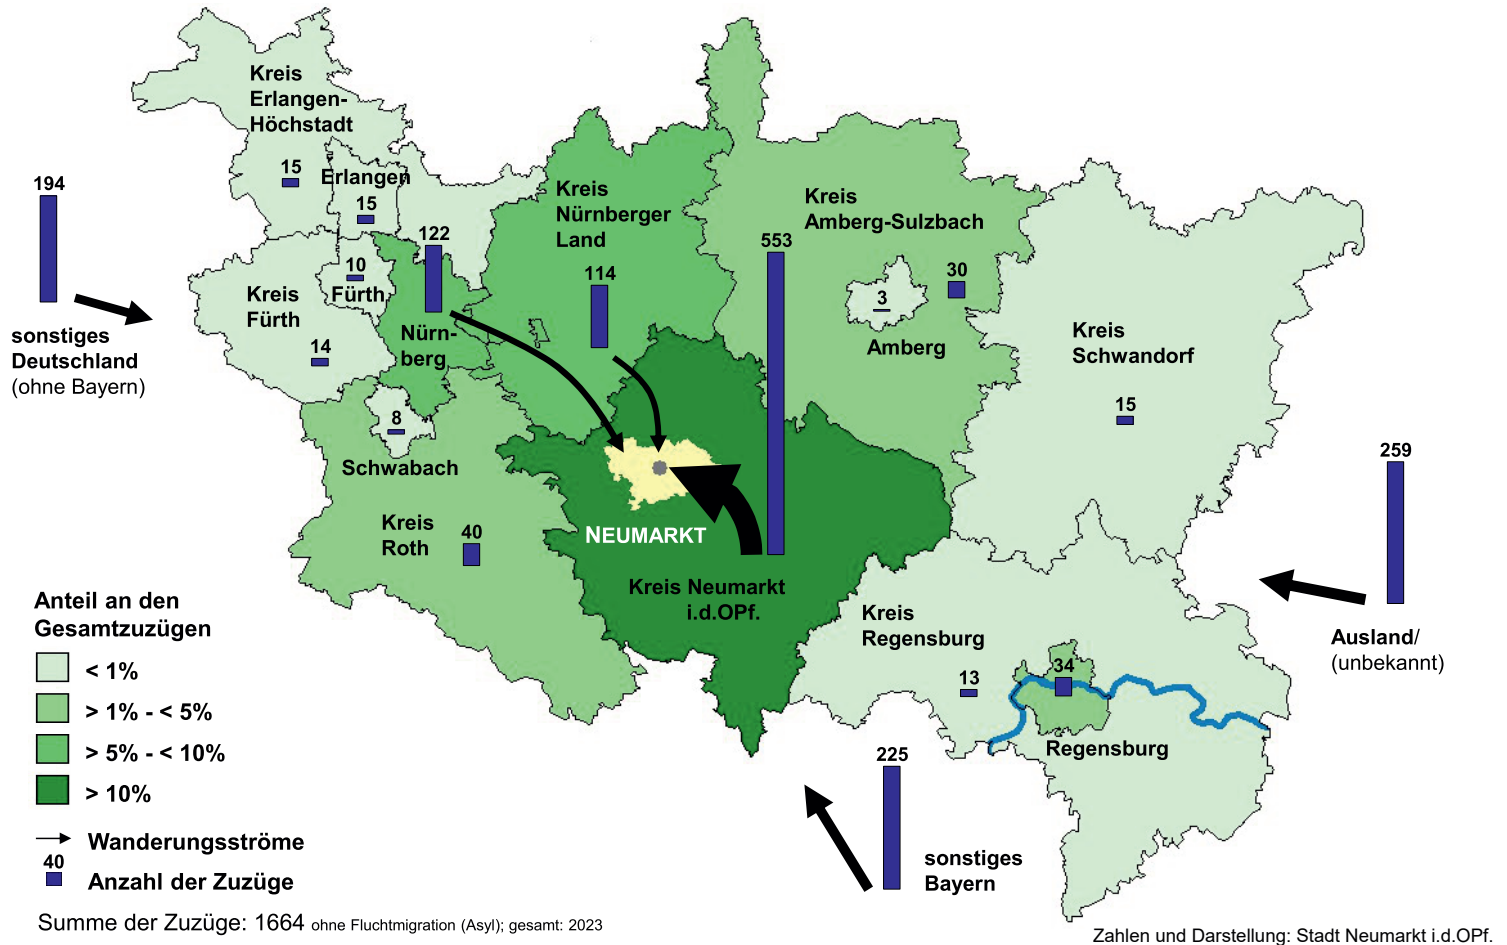 Kreis
Erlangen-
Höchstadt
15
Erlangen
15
194
sonstiges
Deutschland
(ohne Bayern)
122
10
Fürth
Kreis
Fürth
14
Nürn-
berg
Kreis
Nürnberger
Land
114
553
Kreis
Amberg-Sulzbach
30
3
Amberg
Kreis
Schwandorf
15
8
Schwabach
Kreis
Roth
40
NEUMARKT
Kreis Neumarkt
i.d.OPf.
259
Ausland/
(unbekannt)
Kreis
Regensburg
13
34
Regensburg
225
sonstiges
Bayern
Anteil an den
Gesamtzuzügen
< 1%
> 1% - < 5%
> 5% - < 10%
> 10%
Wanderungsströme
40
Anzahl der Zuzüge
Summe der Zuzüge: 1664 ohne Fluchtmigration (Asyl); gesamt: 2023
Zahlen und Darstellung: Stadt Neumarkt i.d.OPf.